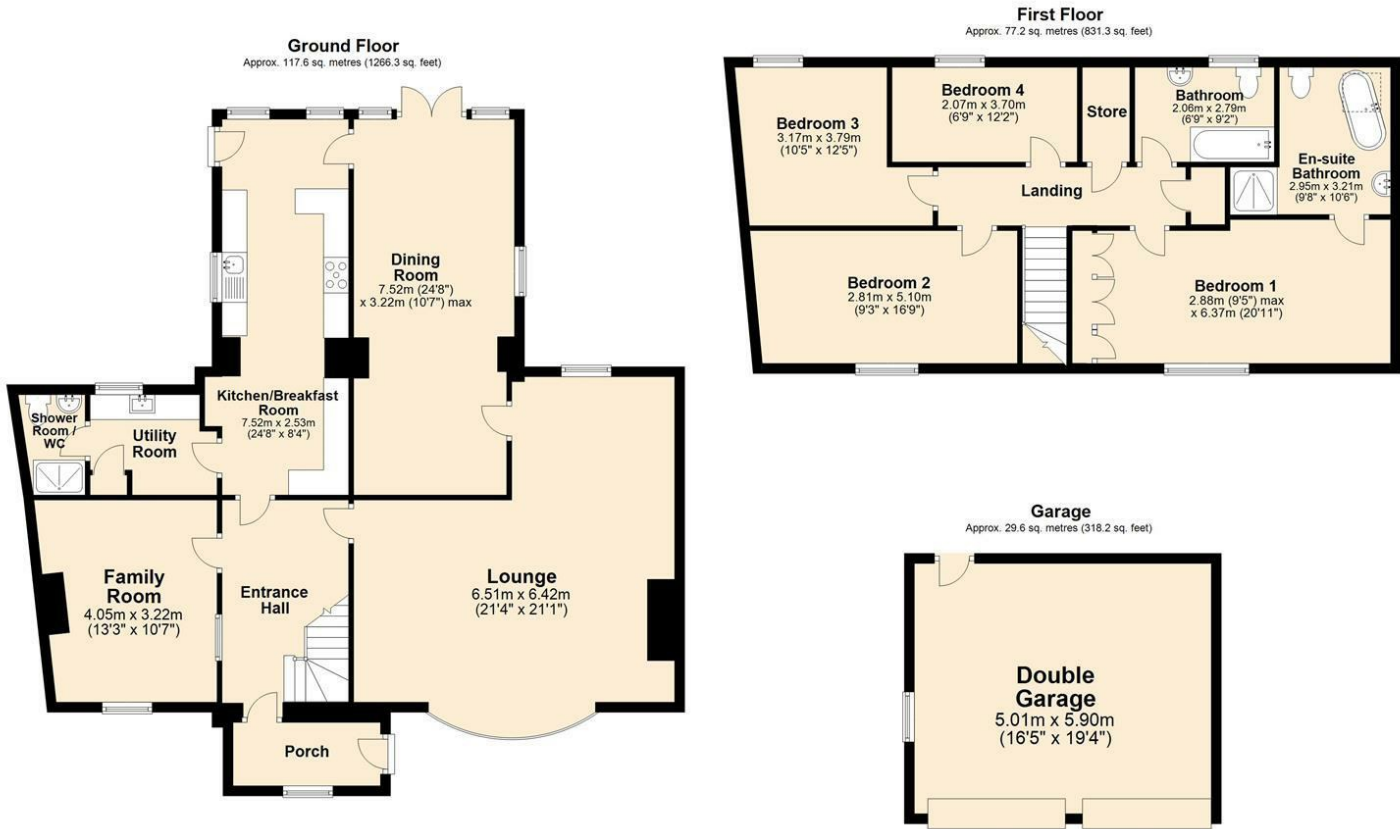 Ground Floor
Approx. 117.6 sq. metres (1266.3 sq. feet)
Dining
Room
7.52m (24'8")
x 3.22m (10'7") max
Kitchen/Breakfast
Room
7.52m x 2.53m
(24'8" x 8'4")
Shower
Room /
WC
Utility
Room
Family
Room
4.05m x 3.22m
(13'3" x 10'7")
Entrance
Hall
Lounge
6.51m x 6.42m
(21'4" x 21'1")
Porch
First Floor
Approx. 77.2 sq. metres (831.3 sq. feet)
Bedroom 3
3.17m x 3.79m
(10'5" x 12'5")
Bedroom 4
2.07m x 3.70m
(6'9" x 12'2")
Store
Bathroom
2.06m x 2.79m
(6'9" x 9'2")
En-suite
Bathroom
2.95m x 3.21m
(9'8" x 10'6")
Landing
Bedroom 2
2.81m x 5.10m
(9'3" x 16'9")
Bedroom 1
2.88m (9'5") max
x 6.37m (20'11")
Garage
Approx. 29.6 sq. metres (318.2 sq. feet)
Double
Garage
5.01m x 5.90m
(16'5" x 19'4")